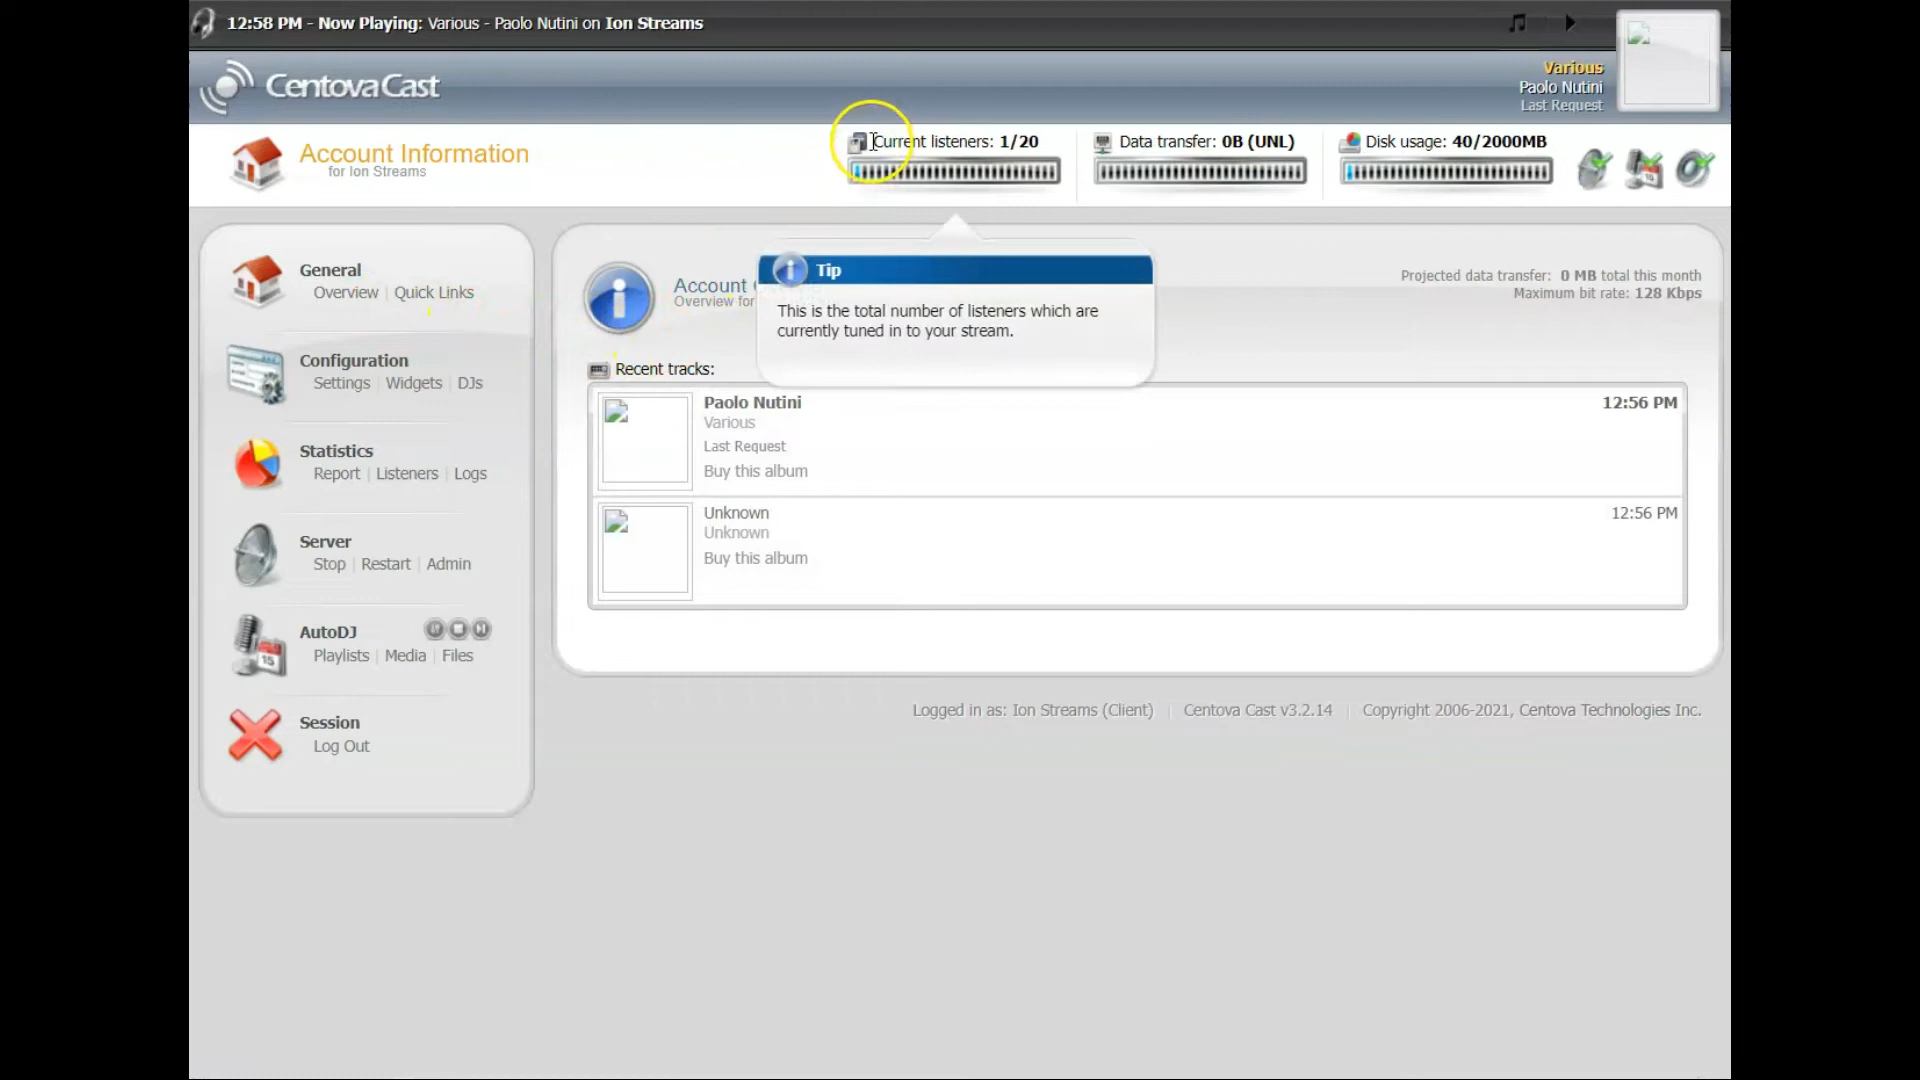 12:58 PM - Now Playing: Various - Paolo Nutini on Ion Streams
CentovaCast
Various
Paolo Nutini
Last Request
Account Information
for Ion Streams
Current listeners: 1/20
Data transfer: 0B (UNL)
Disk usage: 40/2000MB
General
Overview | Quick Links
Configuration
Settings | Widgets | DJs
Statistics
Report | Listeners | Logs
Server
Stop | Restart | Admin
AutoDJ
Playlists | Media | Files
Session
Log Out
Account
Overview for
Tip
This is the total number of listeners which are
currently tuned in to your stream.
Projected data transfer: 0 MB total this month
Maximum bit rate: 128 Kbps
Recent tracks:
Paolo Nutini
12:56 PM
Various
Last Request
Buy this album
Unknown
12:56 PM
Unknown
Buy this album
Logged in as: Ion Streams (Client) | Centova Cast v3.2.14 | Copyright 2006-2021, Centova Technologies Inc.